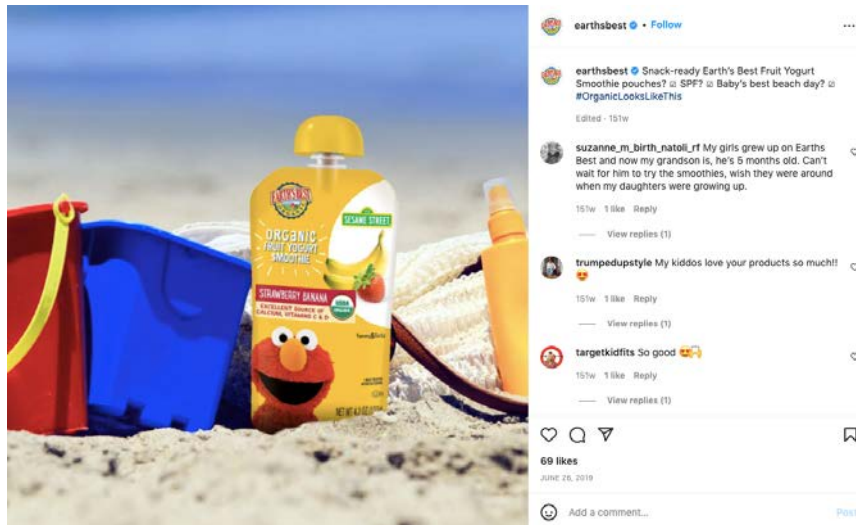 EARTH'S BEST
SESAME STREET
ORGANIC
FRUIT YOGURT
SMOOTHIE
STRAWBERRY BANANA
EXCELLENT SOURCE OF
CALCIUM, VITAMINS C & D
USDA
ORGANIC
earthsbest • Follow
earthsbest Snack-ready Earth's Best Fruit Yogurt
Smoothie pouches? ☑ SPF? ☑ Baby's best beach day? ☑
#OrganicLooksLikeThis
Edited · 151w
suzanne_m_birth_natoli_rf My girls grew up on Earths
Best and now my grandson is, he's 5 months old. Can't
wait for him to try the smoothies, wish they were around
when my daughters were growing up.
151w 1 like Reply
View replies (1)
trumpedupstyle My kiddos love your products so much!!
😍
151w 1 like Reply
View replies (1)
targetkidfits So good 😍🙌
151w 1 like Reply
View replies (1)
69 likes
JUNE 26, 2019
Add a comment...
Post